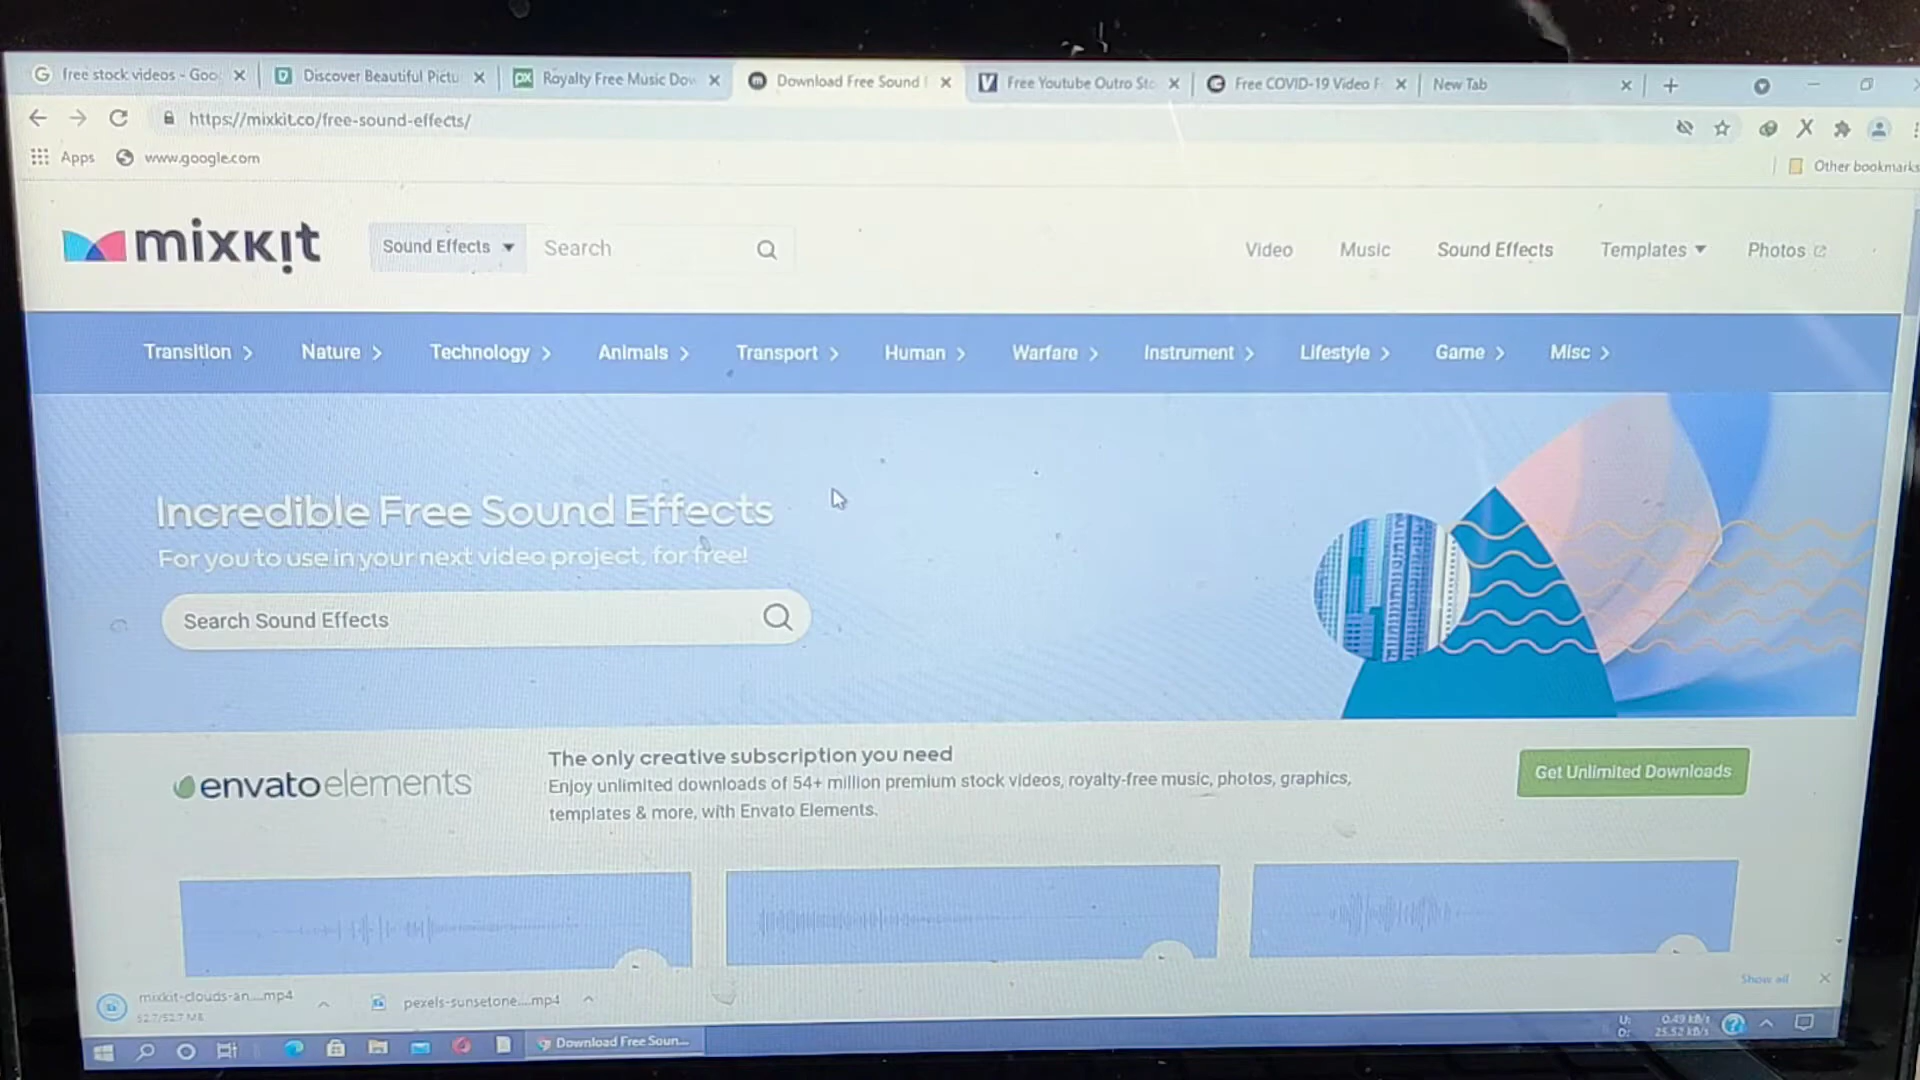 free stock videos - Goo
Discover Beautiful Pictu
Royalty Free Music Dow
Download Free Sound
Free Youtube Outro Sto
Free COVID-19 Video F
New Tab
https://mixkit.co/free-sound-effects/
Apps
www.google.com
Other bookmarks
mixkit
Sound Effects
Search
Video
Music
Sound Effects
Templates
Photos
Transition
Nature
Technology
Animals
Transport
Human
Warfare
Instrument
Lifestyle
Game
Misc
Incredible Free Sound Effects
For you to use in your next video project, for free!
Search Sound Effects
envato elements
The only creative subscription you need
Enjoy unlimited downloads of 54+ million premium stock videos, royalty-free music, photos, graphics,
templates & more, with Envato Elements.
Get Unlimited Downloads
mixkit-clouds-an....mp4
52.7/52.7 MB
pexels-sunsetone....mp4
Show all
Download Free Soun...
U: 0.49 kB/s
D: 25.52 kB/s